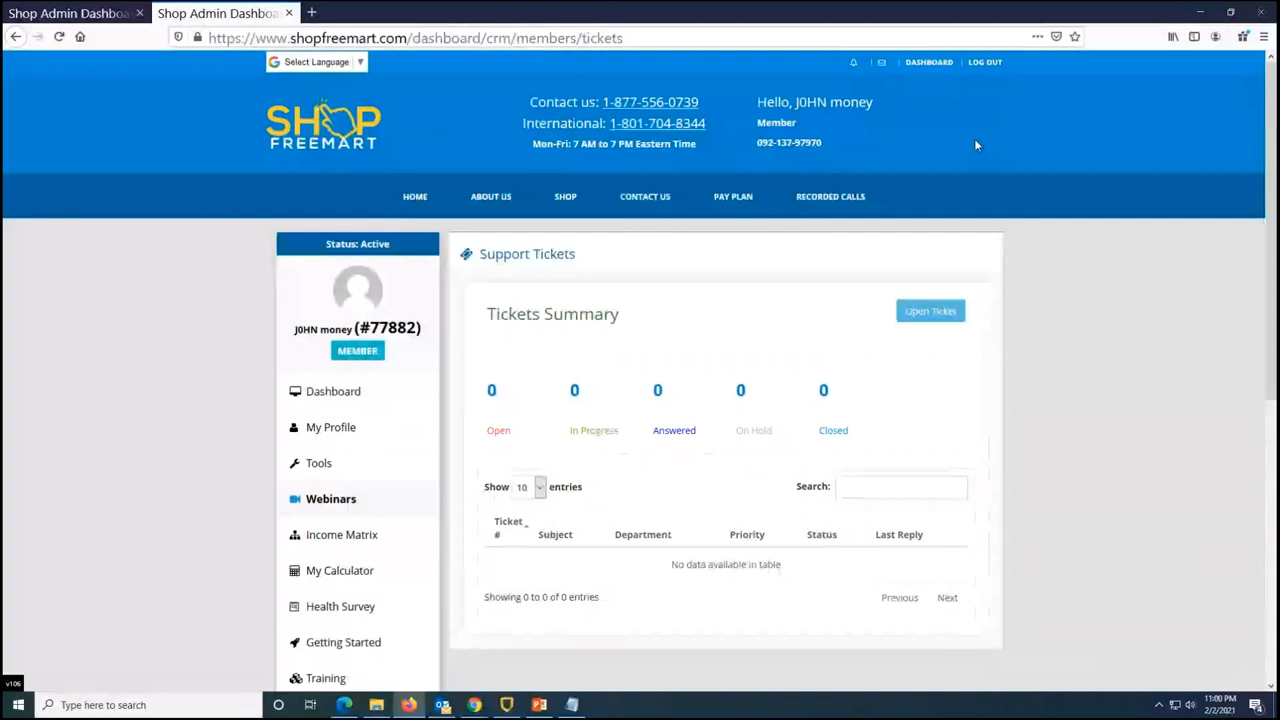 Shop Admin Dashboa
Shop Admin Dashboa
https://www.shopfreemart.com/dashboard/crm/members/tickets
Select Language
DASHBOARD
LOG OUT
SHOP
FREEMART
Contact us: 1-877-556-0739
International: 1-801-704-8344
Mon-Fri: 7 AM to 7 PM Eastern Time
Hello, J0HN money
Member
092-137-97970
HOME
ABOUT US
SHOP
CONTACT US
PAY PLAN
RECORDED CALLS
Status: Active
J0HN money (#77882)
MEMBER
Dashboard
My Profile
Tools
Webinars
Income Matrix
My Calculator
Health Survey
Getting Started
Training
Support Tickets
Tickets Summary
Open Ticket
0 0 0 0 0
Open In Progress Answered On Hold Closed
Show 10 entries
Search:
Ticket # Subject Department Priority Status Last Reply
No data available in table
Showing 0 to 0 of 0 entries
Previous Next
v106
Type here to search
11:00 PM
2/2/2021